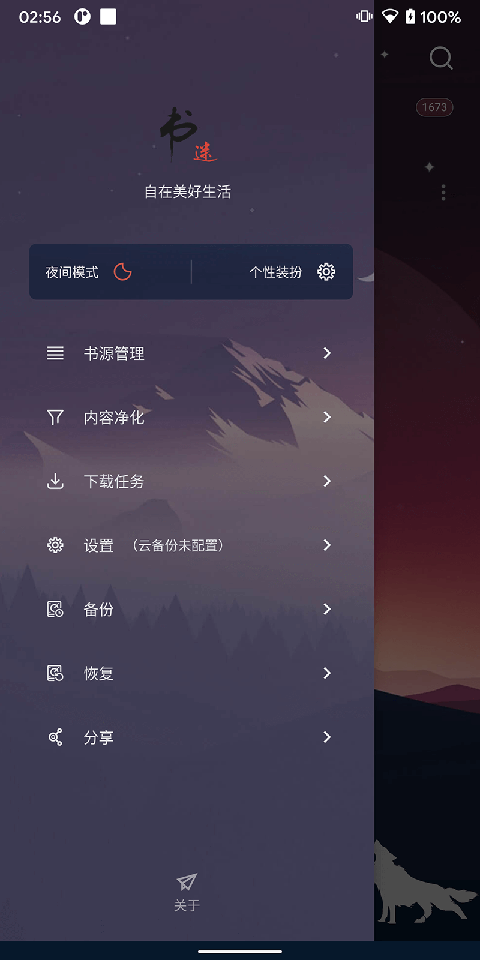 02:56
100%
1673
书迷
自在美好生活
夜间模式
个性装扮
书源管理
内容净化
下载任务
设置 （云备份未配置）
备份
恢复
分享
关于